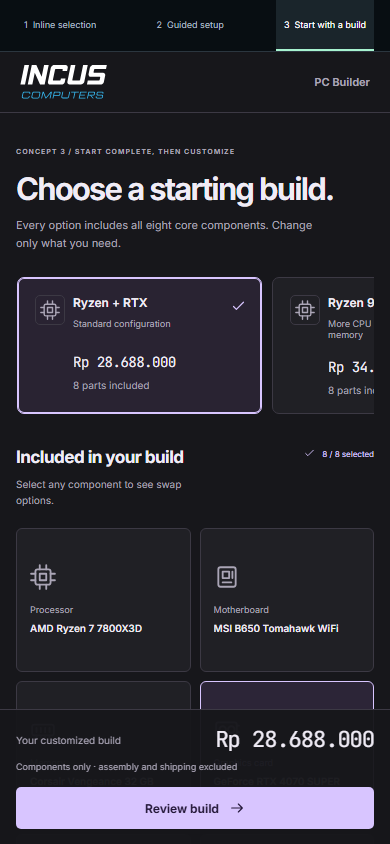 1 Inline selection
2 Guided setup
3 Start with a build
INCUS
COMPUTERS
PC Builder
CONCEPT 3 / START COMPLETE, THEN CUSTOMIZE
Choose a starting build.
Every option includes all eight core components. Change
only what you need.
Ryzen + RTX
Standard configuration
Rp 28.688.000
8 parts included
Ryzen 9
More CPU
memory
Rp 34.
8 parts in
Included in your build
8 / 8 selected
Select any component to see swap
options.
Processor
AMD Ryzen 7 7800X3D
Motherboard
MSI B650 Tomahawk WiFi
Your customized build
Rp 28.688.000
Components only · assembly and shipping excluded
Review build